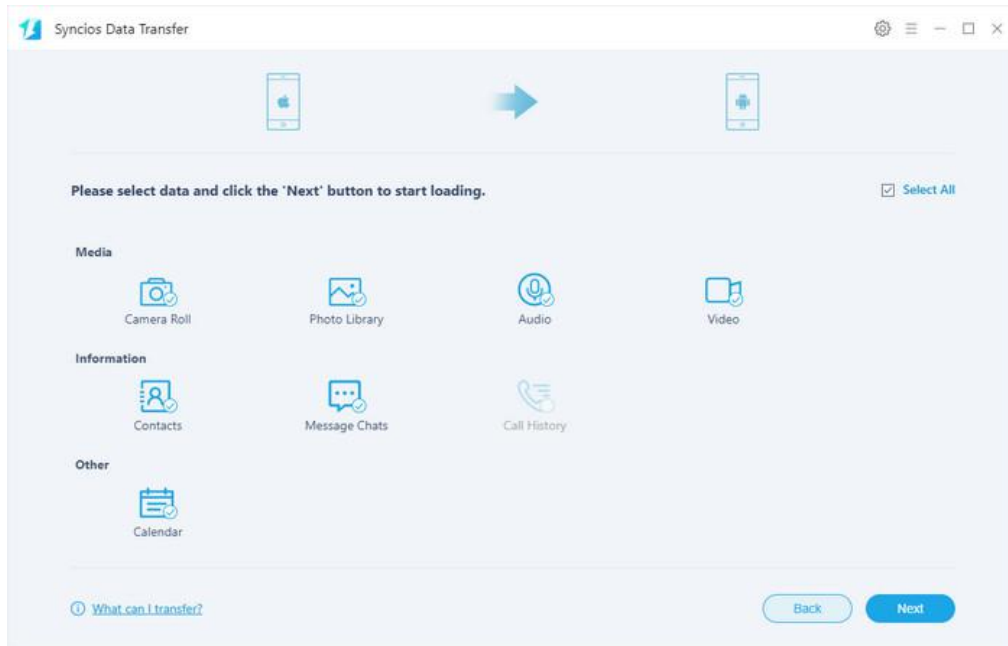 Syncios Data Transfer
Please select data and click the 'Next' button to start loading.
Select All
Media
Camera Roll
Photo Library
Audio
Video
Information
Contacts
Message Chats
Call History
Other
Calendar
What can I transfer?
Back
Next